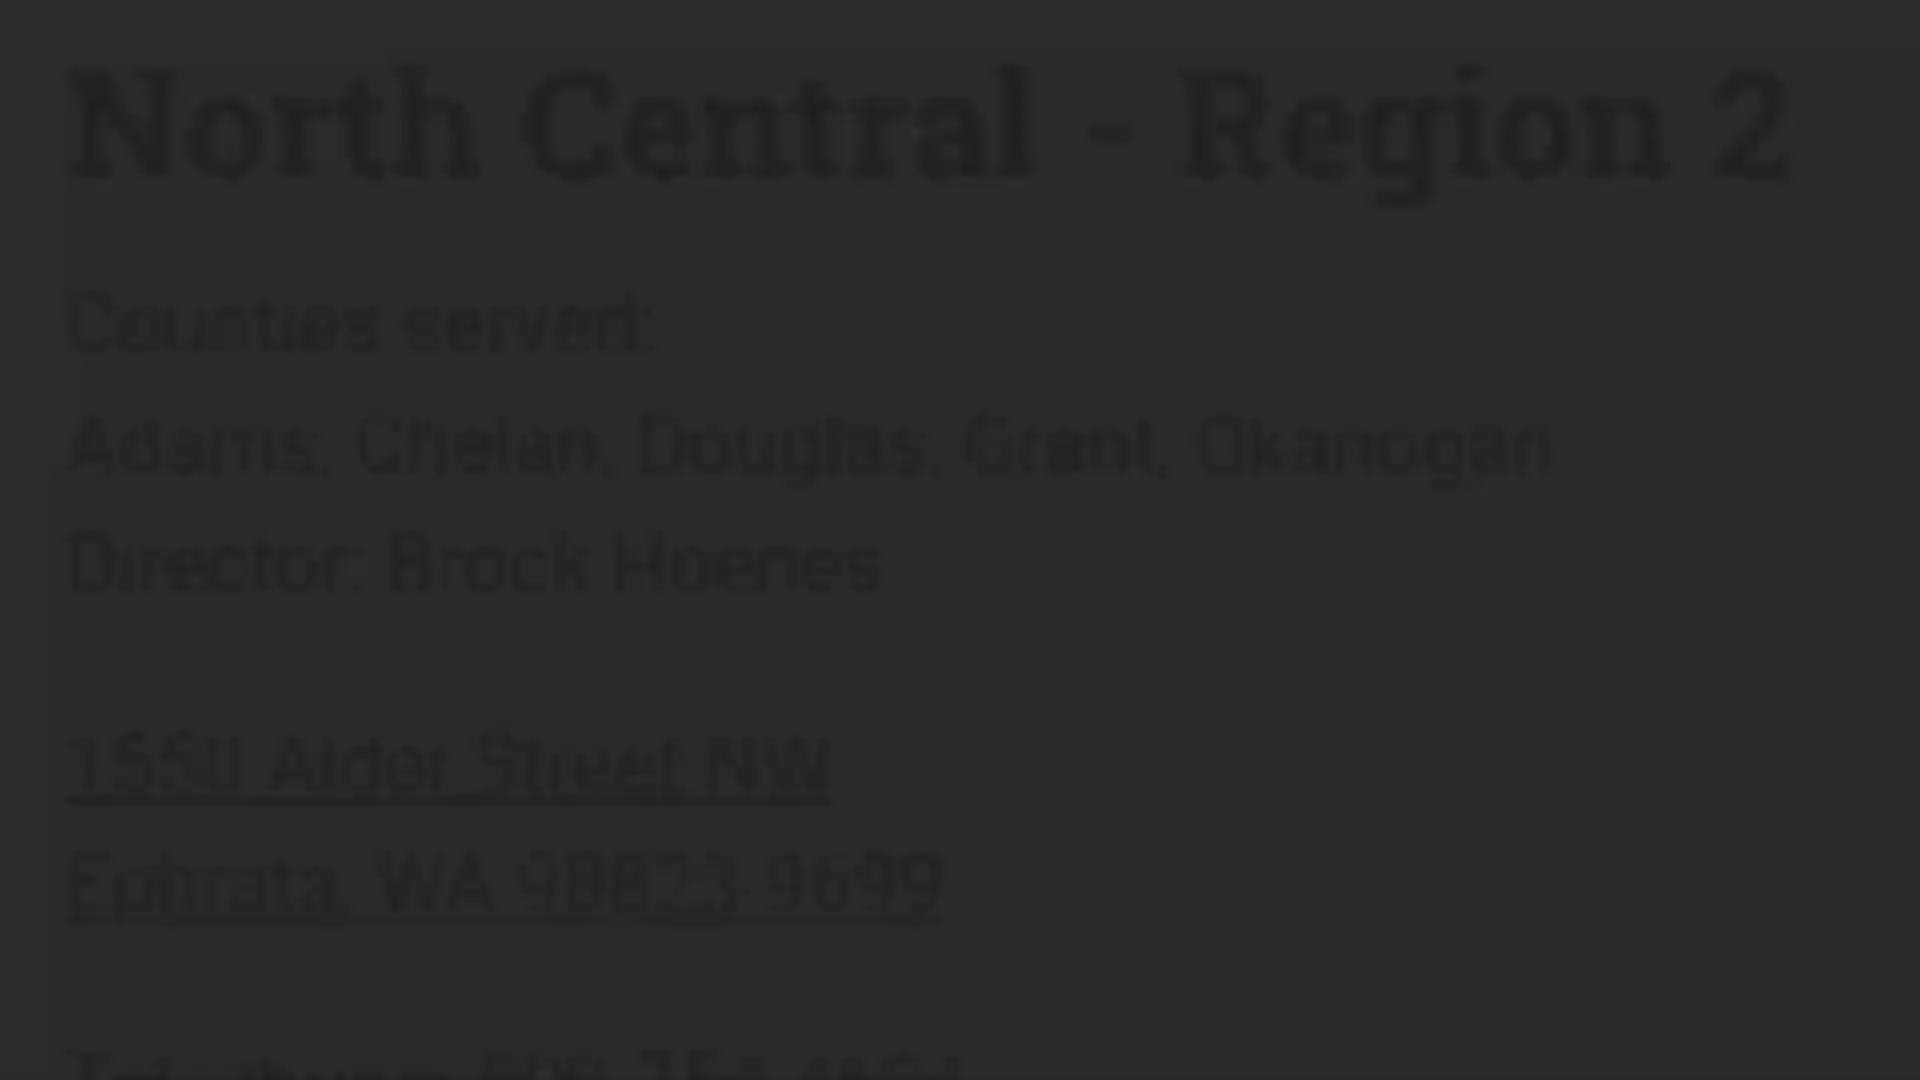 North Central - Region 2
Counties served:
Adams, Chelan, Douglas, Grant, Okanogan
Director: Brock Hoenes
1550 Alder Street NW
Ephrata, WA 98823-9699